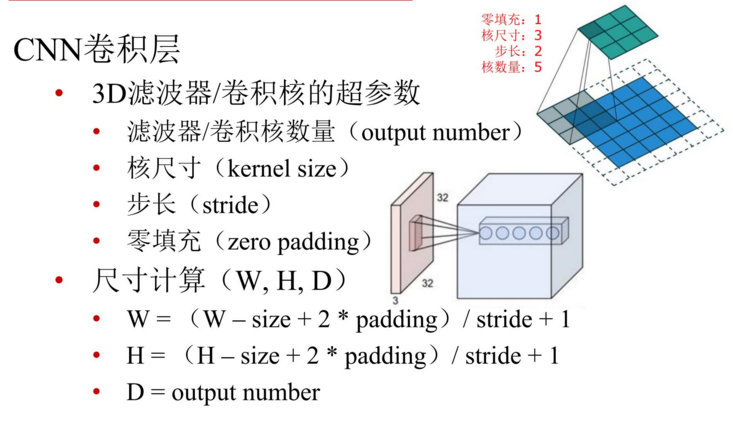 零填充：1
核尺寸：3
步长：2
核数量：5
CNN卷积层
• 3D滤波器/卷积核的超参数
• 滤波器/卷积核数量（output number）
• 核尺寸（kernel size）
• 步长（stride）
• 零填充（zero padding）
32
32
3
• 尺寸计算（W, H, D）
• W = （W – size + 2 * padding）/ stride + 1
• H = （H – size + 2 * padding）/ stride + 1
• D = output number